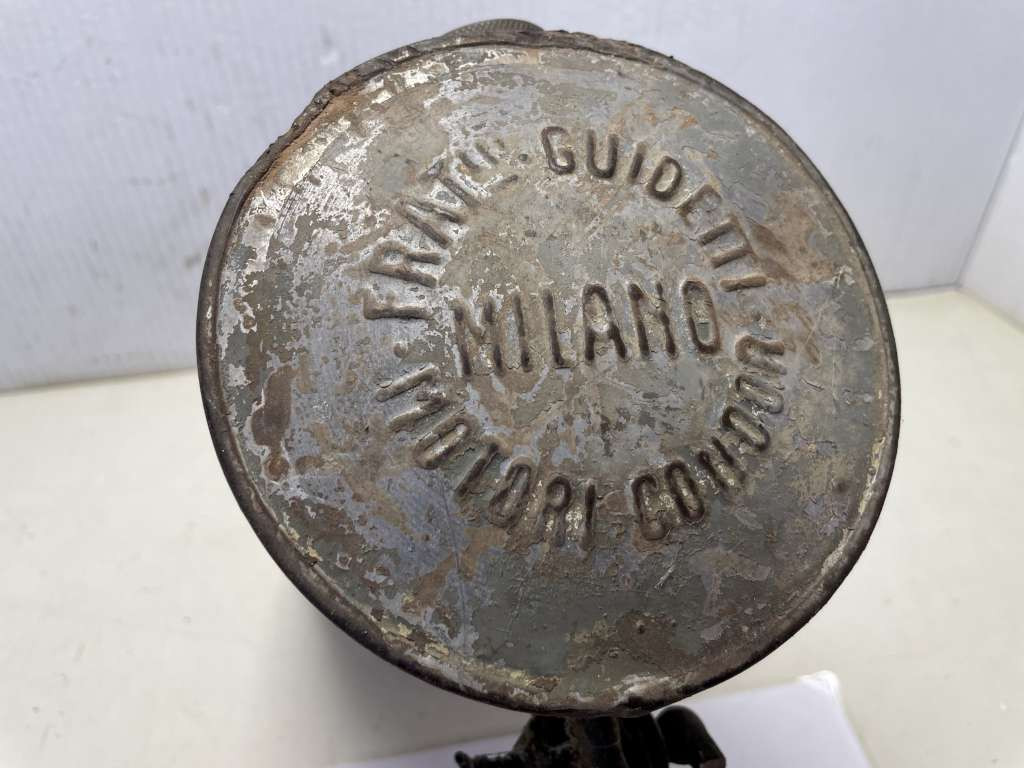 FRATLLI · GUIDETTI
MILANO
· MOTORI CONDOR ·